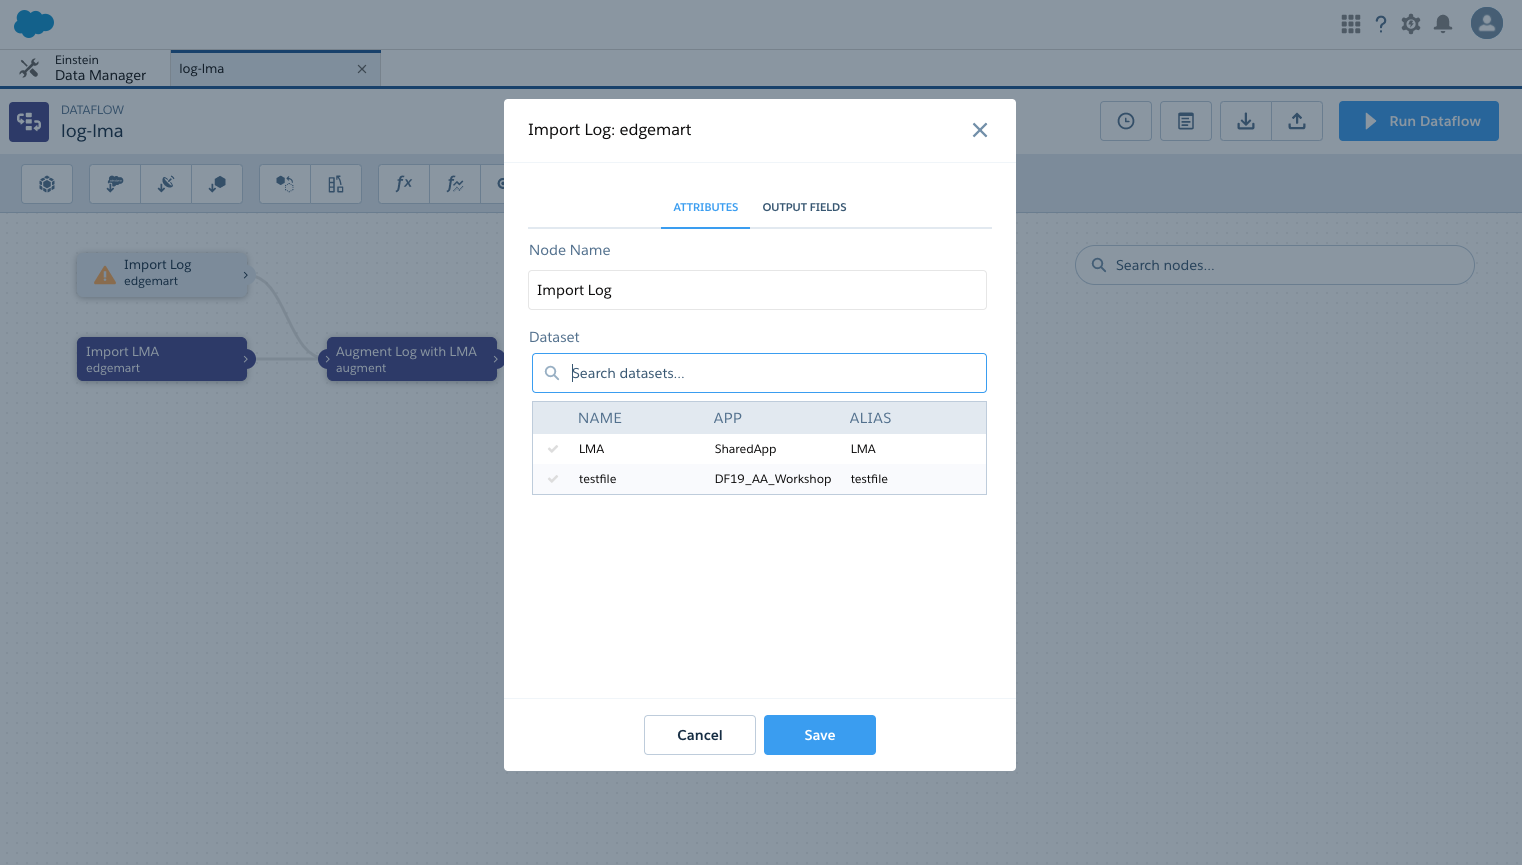 Einstein
Data Manager
log-lma
DATAFLOW
log-lma
Run Dataflow
fx
Import Log
edgemart
Import LMA
edgemart
Augment Log with LMA
augment
Search nodes...
Import Log: edgemart
ATTRIBUTES OUTPUT FIELDS
Node Name
Import Log
Dataset
Search datasets...
NAME APP ALIAS
LMA SharedApp LMA
testfile DF19_AA_Workshop testfile
Cancel Save